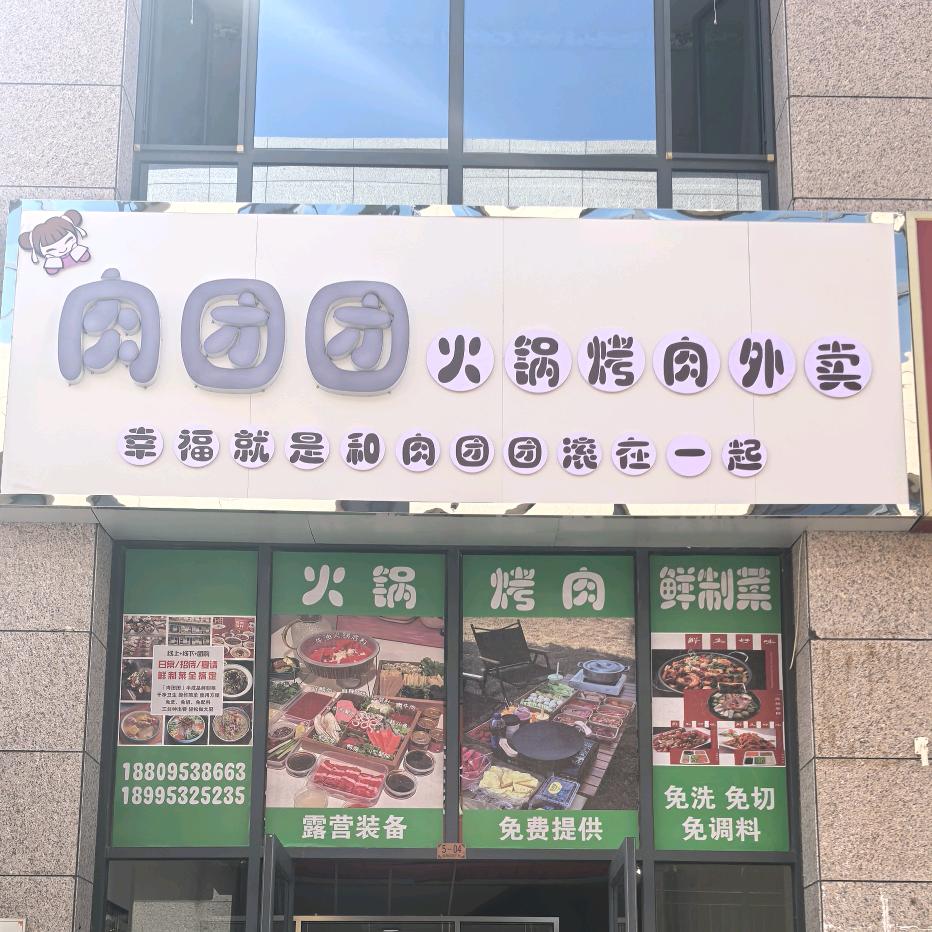 肉团团 火锅烤肉外卖
幸福就是和肉团团滚在一起
火锅
烤肉
鲜制菜
线上+线下+团购
日常/招待/宴请
鲜制菜全搞定
18809538663
18995325235
露营装备
免费提供
免洗 免切
免调料
5-04